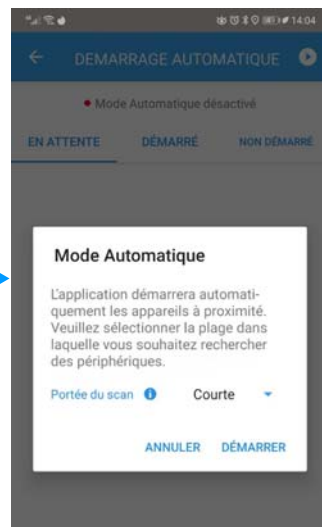 14:04
DEMARRAGE AUTOMATIQUE
Mode Automatique désactivé
EN ATTENTE DÉMARRÉ NON DÉMARRÉ
Mode Automatique
L'application démarrera automati-
quement les appareils à proximité.
Veuillez sélectionner la plage dans
laquelle vous souhaitez rechercher
des périphériques.
Portée du scan Courte
ANNULER DÉMARRER